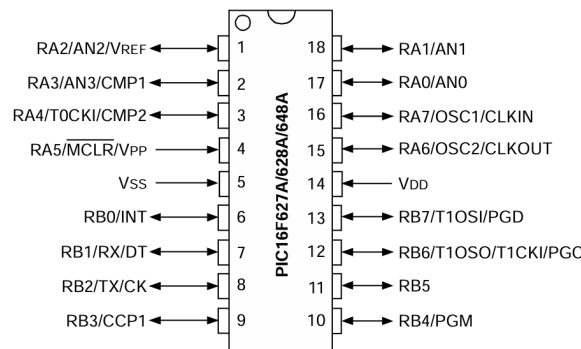 RA2/AN2/VREF 1 18 RA1/AN1
RA3/AN3/CMP1 2 17 RA0/AN0
RA4/T0CKI/CMP2 3 16 RA7/OSC1/CLKIN
RA5/MCLR/VPP 4 15 RA6/OSC2/CLKOUT
VSS 5 14 VDD
RB0/INT 6 13 RB7/T1OSI/PGD
RB1/RX/DT 7 12 RB6/T1OSO/T1CKI/PGC
RB2/TX/CK 8 11 RB5
RB3/CCP1 9 10 RB4/PGM
PIC16F627A/628A/648A